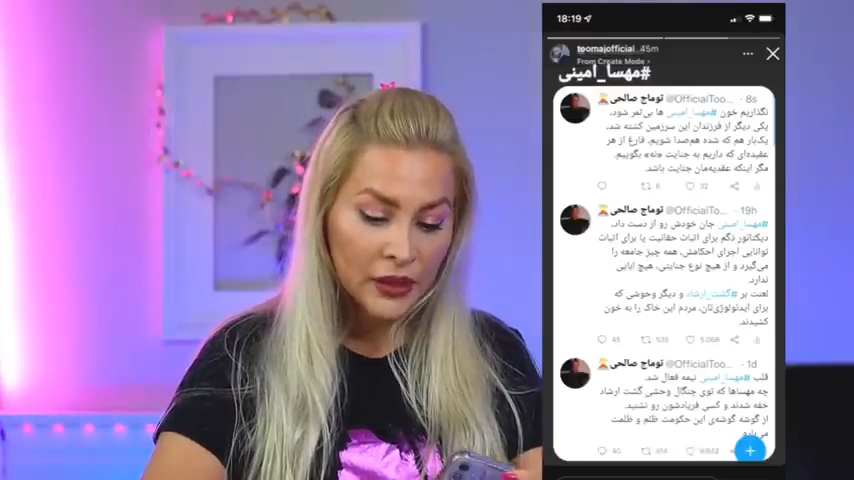 18:19
toomajofficial_ 45m
From Create Mode >
#مهسا_امینی
توماج صالحی @OfficialToo... · 8s
نگذاریم خون #مهسا_امینی ها بی‌ثمر شود.
یکی دیگر از فرزندان این سرزمین کشته شد،
یک‌بار هم که شده هم‌صدا شویم، فارغ از هر
عقیده‌ای که داریم به جنایت «نه» بگوییم.
مگر اینکه عقدیه‌مان جنایت باشد.
6 32
توماج صالحی @OfficialToo... · 19h
#مهسا_امینی جان خودش رو از دست داد.
دیکتاتور دگم برای اثبات حقانیت یا برای اثبات
توانایی اجرای احکامش، همه چیز جامعه را
می‌گیرد و از هیچ نوع جنایتی، هیچ ابایی
ندارد.
لعنت بر #گشت_ارشاد و دیگر وحوشی که
برای ایدئولوژی‌تان، مردم این خاک را به خون
کشیدند.
45 535
توماج صالحی @OfficialToo... · 1d
قلب #مهسا_امینی نیمه فعال شد.
چه مهساها که توی جنگال وحشی گشت ارشاد
خفه شدند و کسی فریادشون رو نشنید.
از گوشه گوشه‌ی این حکومت ظلم و ظلمت
40